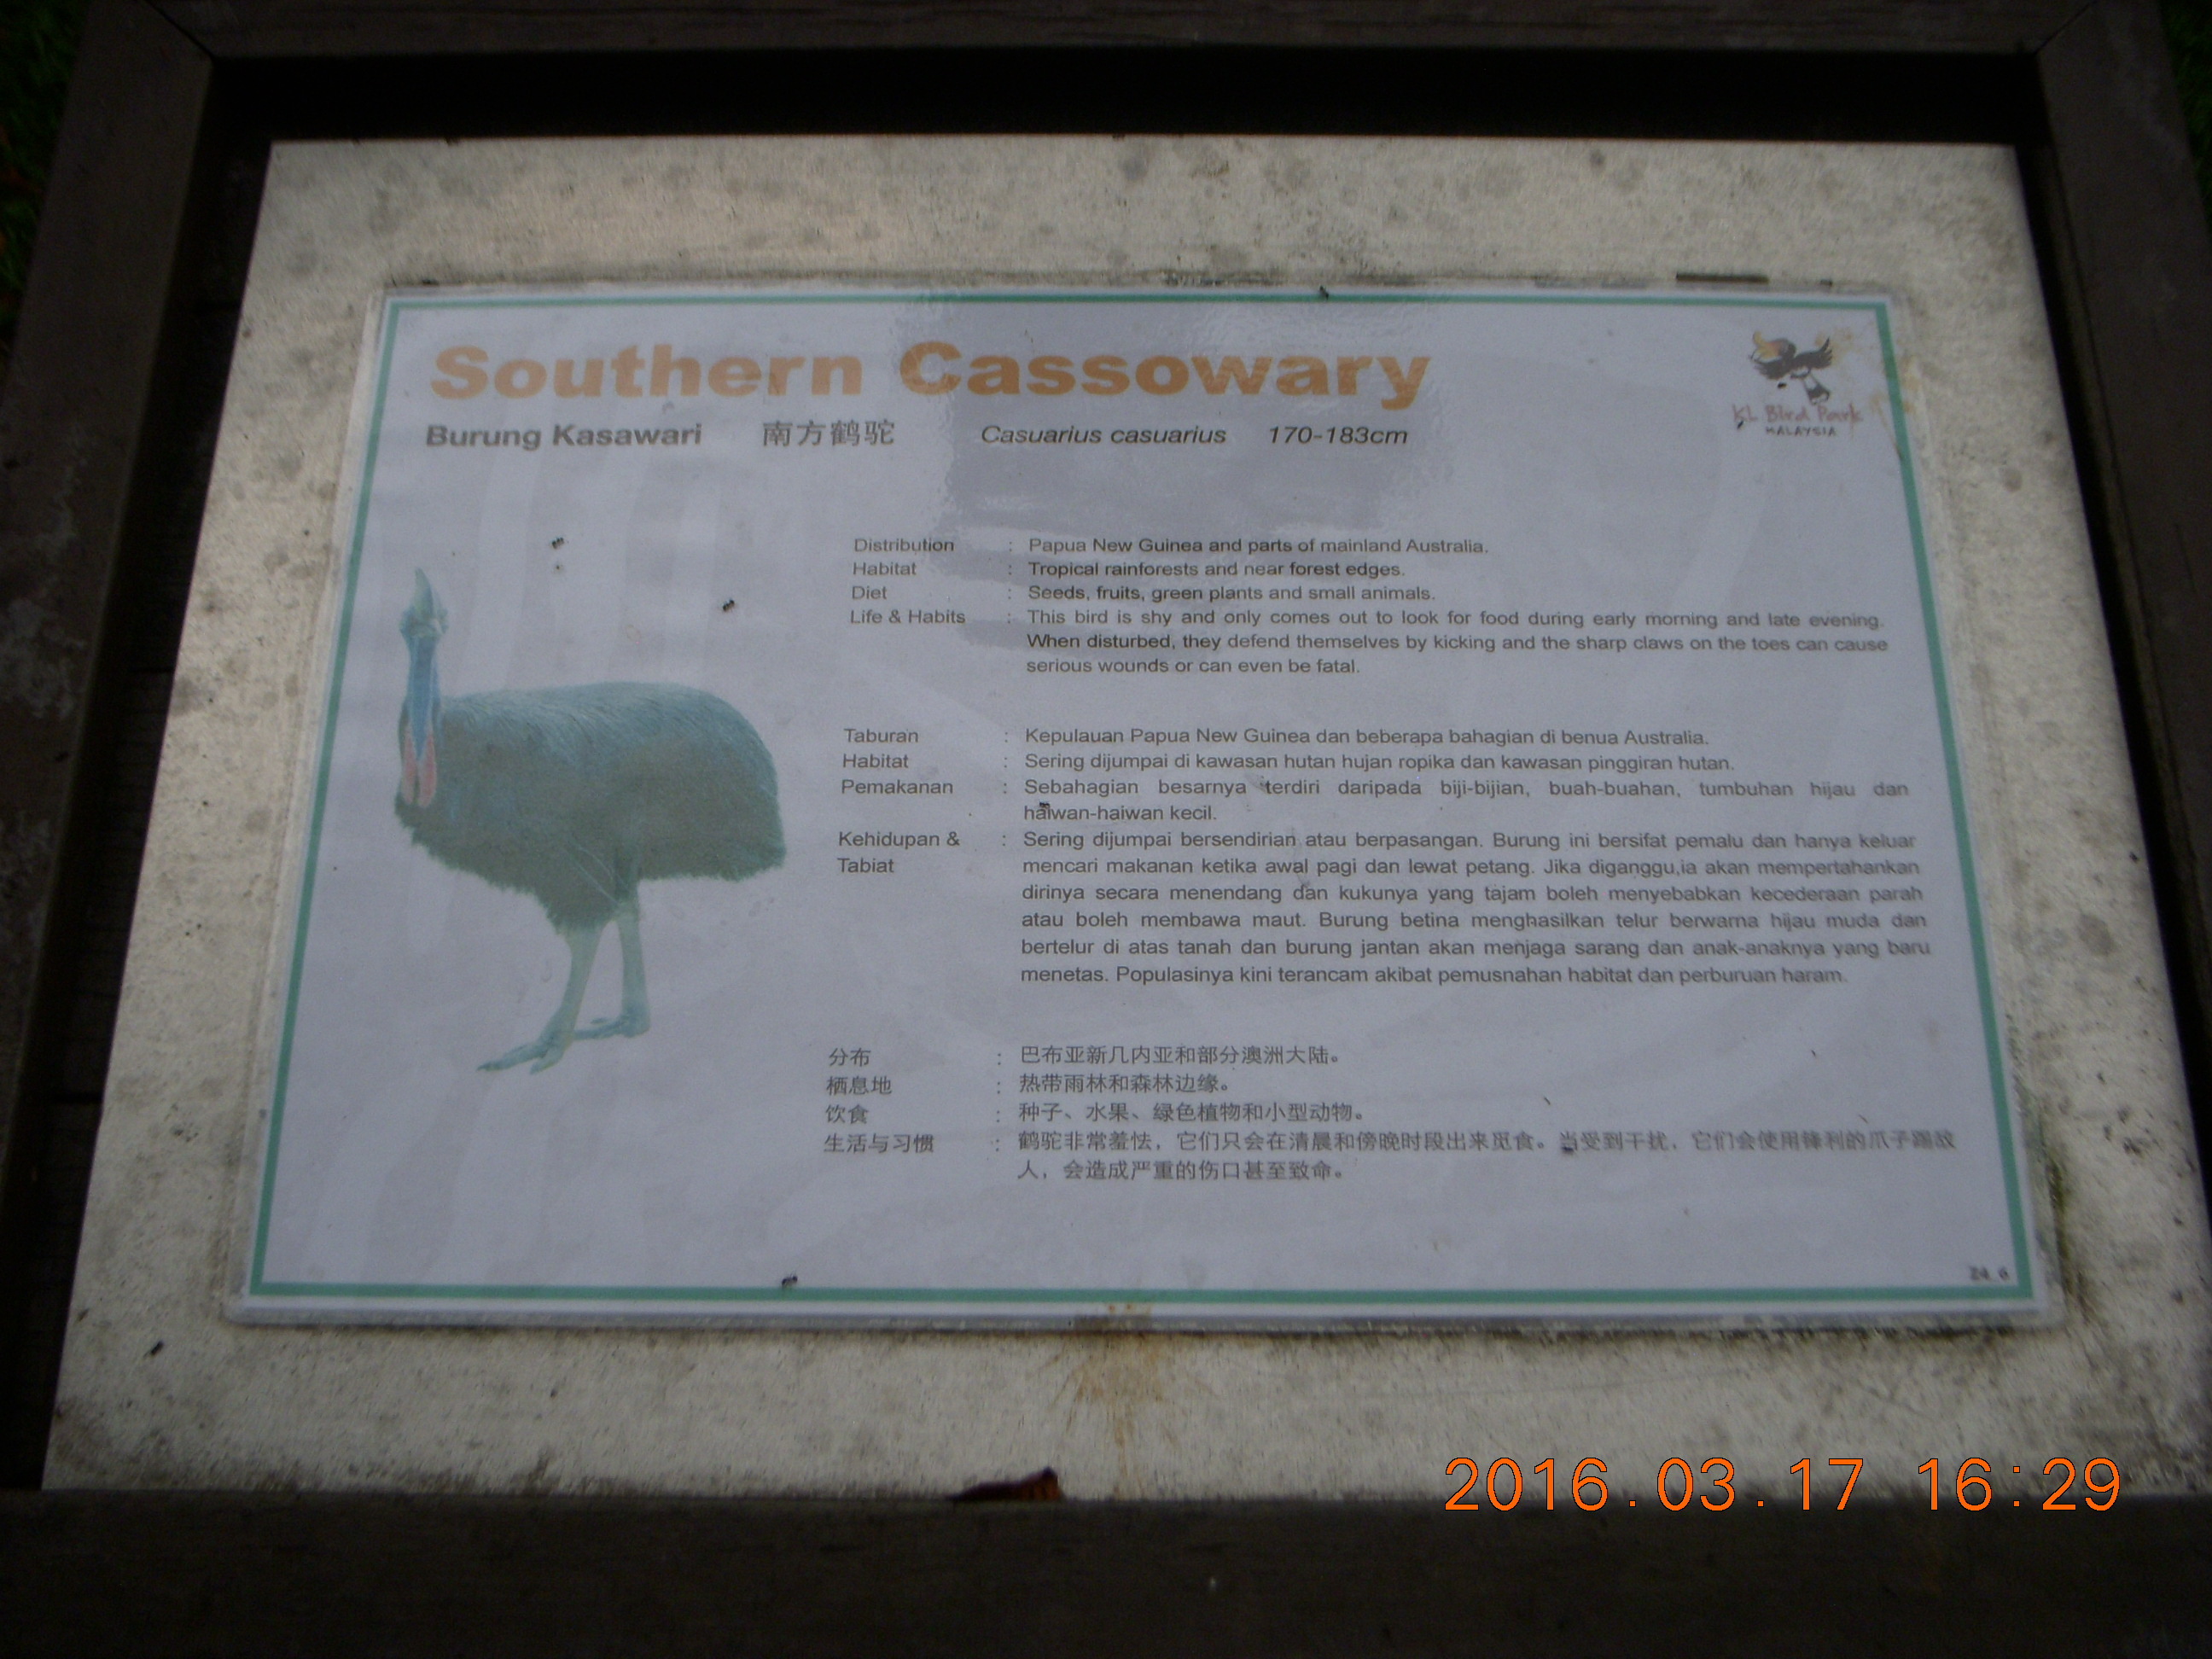 Southern Cassowary
KL Bird Park
MALAYSIA
Burung Kasawari 南方鹤驼 Casuarius casuarius 170-183cm
Distribution : Papua New Guinea and parts of mainland Australia.
Habitat : Tropical rainforests and near forest edges.
Diet : Seeds, fruits, green plants and small animals.
Life & Habits : This bird is shy and only comes out to look for food during early morning and late evening.
When disturbed, they defend themselves by kicking and the sharp claws on the toes can cause
serious wounds or can even be fatal.
Taburan : Kepulauan Papua New Guinea dan beberapa bahagian di benua Australia.
Habitat : Sering dijumpai di kawasan hutan hujan ropika dan kawasan pinggiran hutan.
Pemakanan : Sebahagian besarnya terdiri daripada biji-bijian, buah-buahan, tumbuhan hijau dan
haiwan-haiwan kecil.
Kehidupan & : Sering dijumpai bersendirian atau berpasangan. Burung ini bersifat pemalu dan hanya keluar
Tabiat mencari makanan ketika awal pagi dan lewat petang. Jika diganggu,ia akan mempertahankan
dirinya secara menendang dan kukunya yang tajam boleh menyebabkan kecederaan parah
atau boleh membawa maut. Burung betina menghasilkan telur berwarna hijau muda dan
bertelur di atas tanah dan burung jantan akan menjaga sarang dan anak-anaknya yang baru
menetas. Populasinya kini terancam akibat pemusnahan habitat dan perburuan haram.
分布 : 巴布亚新几内亚和部分澳洲大陆。
栖息地 : 热带雨林和森林边缘。
饮食 : 种子、水果、绿色植物和小型动物。
生活与习惯 : 鹤驼非常羞怯，它们只会在清晨和傍晚时段出来觅食。当受到干扰，它们会使用锋利的爪子踢敌
人，会造成严重的伤口甚至致命。
2016.03.17 16:29